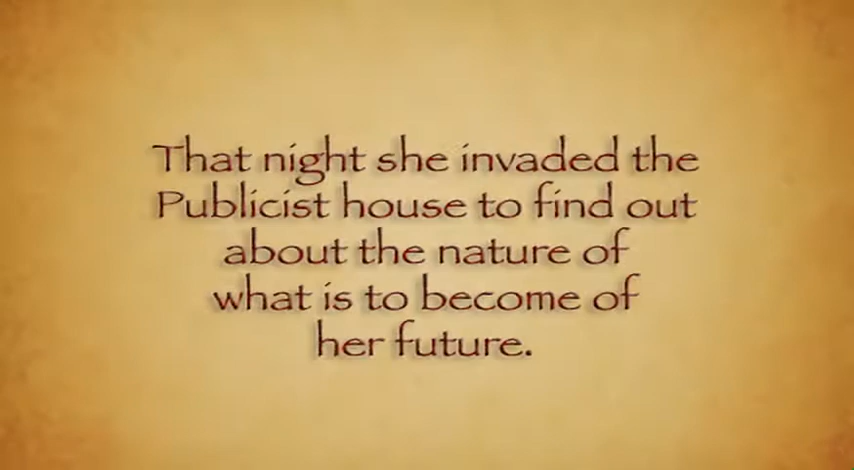 That night she invaded the
Publicist house to find out
about the nature of
what is to become of
her future.